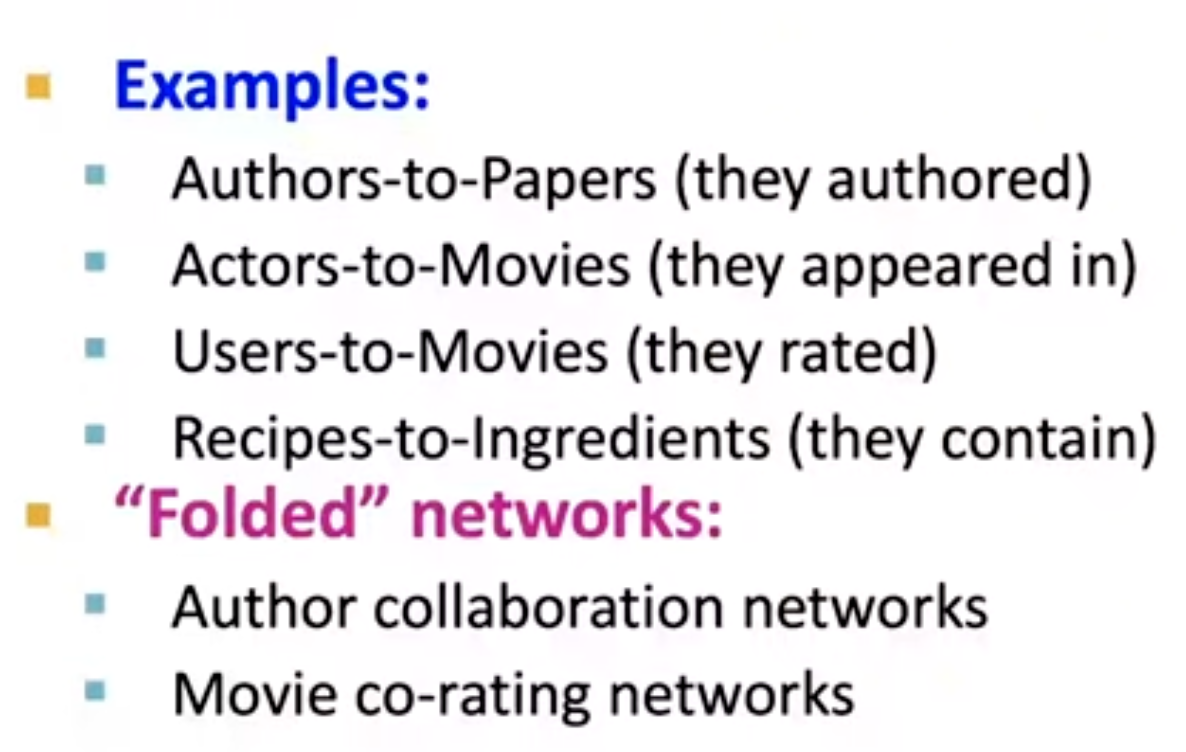 Examples:
Authors-to-Papers (they authored)
Actors-to-Movies (they appeared in)
Users-to-Movies (they rated)
Recipes-to-Ingredients (they contain)
“Folded” networks:
Author collaboration networks
Movie co-rating networks